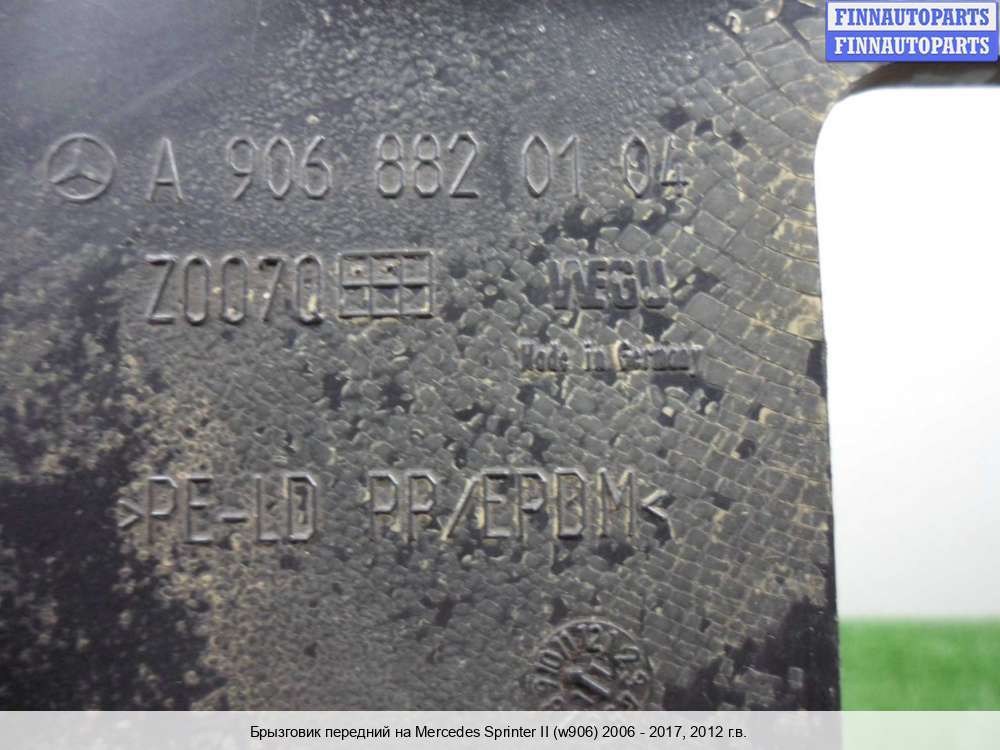 FINNAUTOPARTS
FINNAUTOPARTS
A 906 882 01 04
Z007Q WEGU
Made in Germany
>PE-LD PP/EPDM<
Брызговик передний на Mercedes Sprinter II (w906) 2006 - 2017, 2012 г.в.